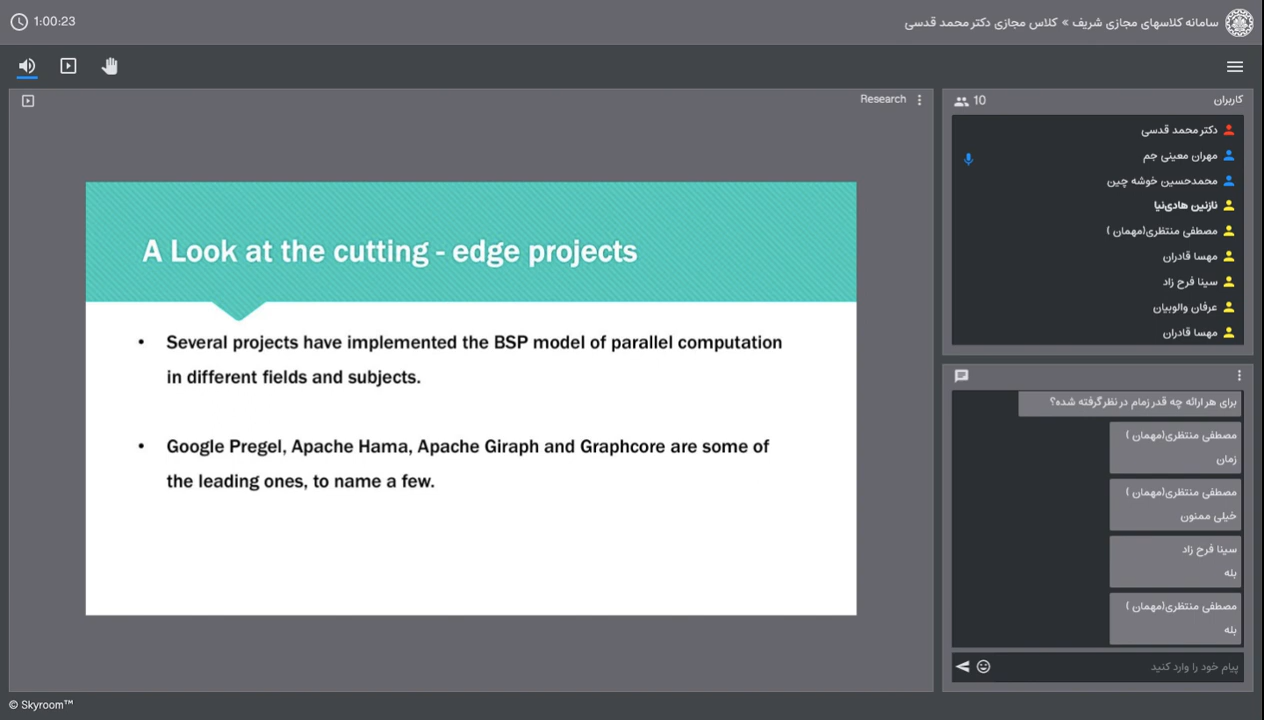 1:00:23
سامانه کلاسهای مجازی شریف » کلاس مجازی دکتر محمد قدسی
Research
A Look at the cutting - edge projects
• Several projects have implemented the BSP model of parallel computation
in different fields and subjects.
• Google Pregel, Apache Hama, Apache Giraph and Graphcore are some of
the leading ones, to name a few.
کاربران
10
دکتر محمد قدسی
مهران معینی جم
محمدحسین خوشه چین
نازنین هادی‌نیا
مصطفی منتظری(مهمان )
مهسا قادران
سینا فرح زاد
عرفان والوییان
مهسا قادران
برای هر ارائه چه قدر زمام در نظر گرفته شده؟
مصطفی منتظری(مهمان )
زمان
مصطفی منتظری(مهمان )
خیلی ممنون
سینا فرح زاد
بله
مصطفی منتظری(مهمان )
بله
پیام خود را وارد کنید
© Skyroom™